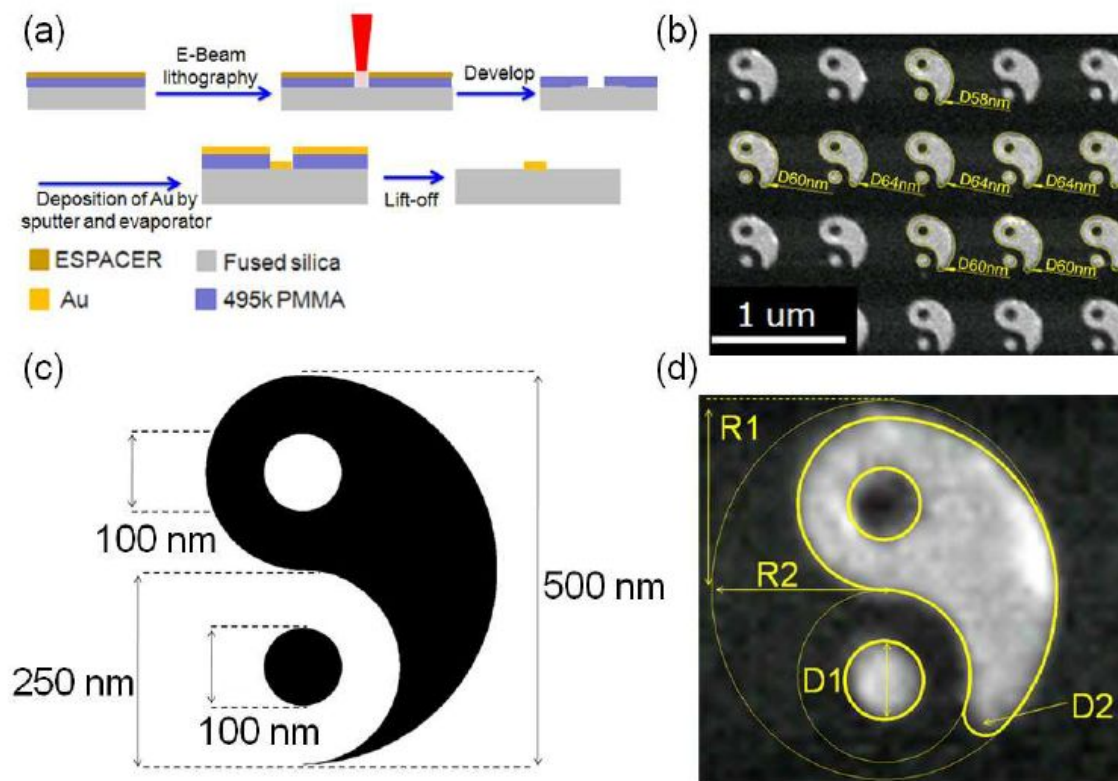 (a)
E-Beam
lithography
Develop
Deposition of Au by
sputter and evaporator
Lift-off
ESPACER
Fused silica
Au
495k PMMA
(b)
D58nm
D60nm
D64nm
D64nm
D64nm
D60nm
D60nm
1 um
(c)
100 nm
500 nm
250 nm
100 nm
(d)
R1
R2
D1
D2